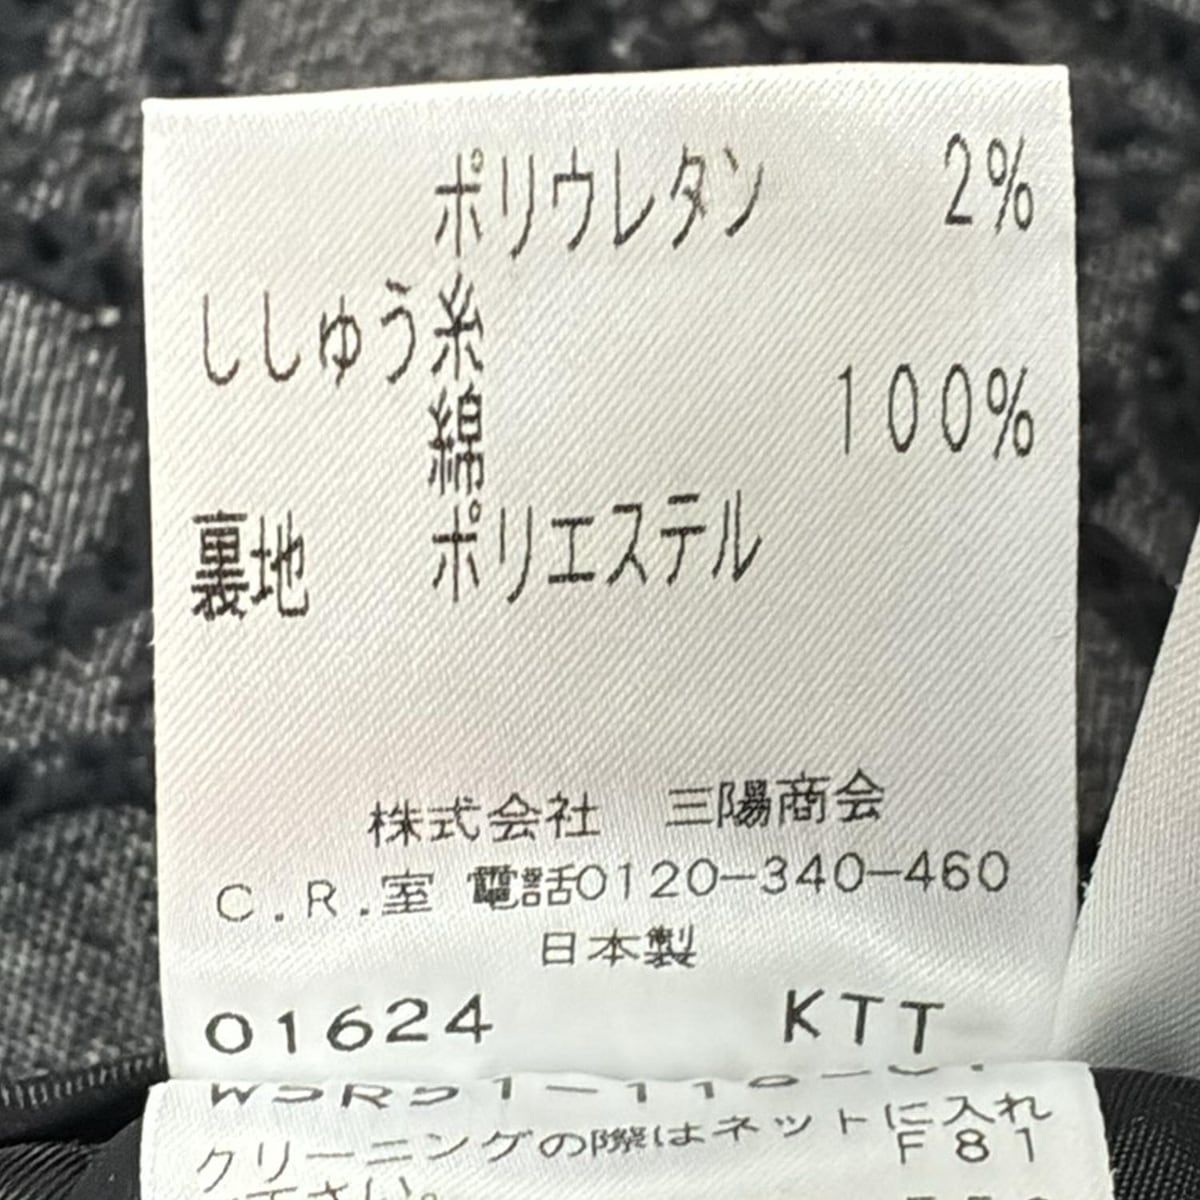 ポリウレタン 2%
ししゅう糸
綿 100%
裏地 ポリエステル
株式会社 三陽商会
C.R.室 電話0120-340-460
日本製
01624 KTT
クリーニングの際はネットに入れ
F81
下さい。